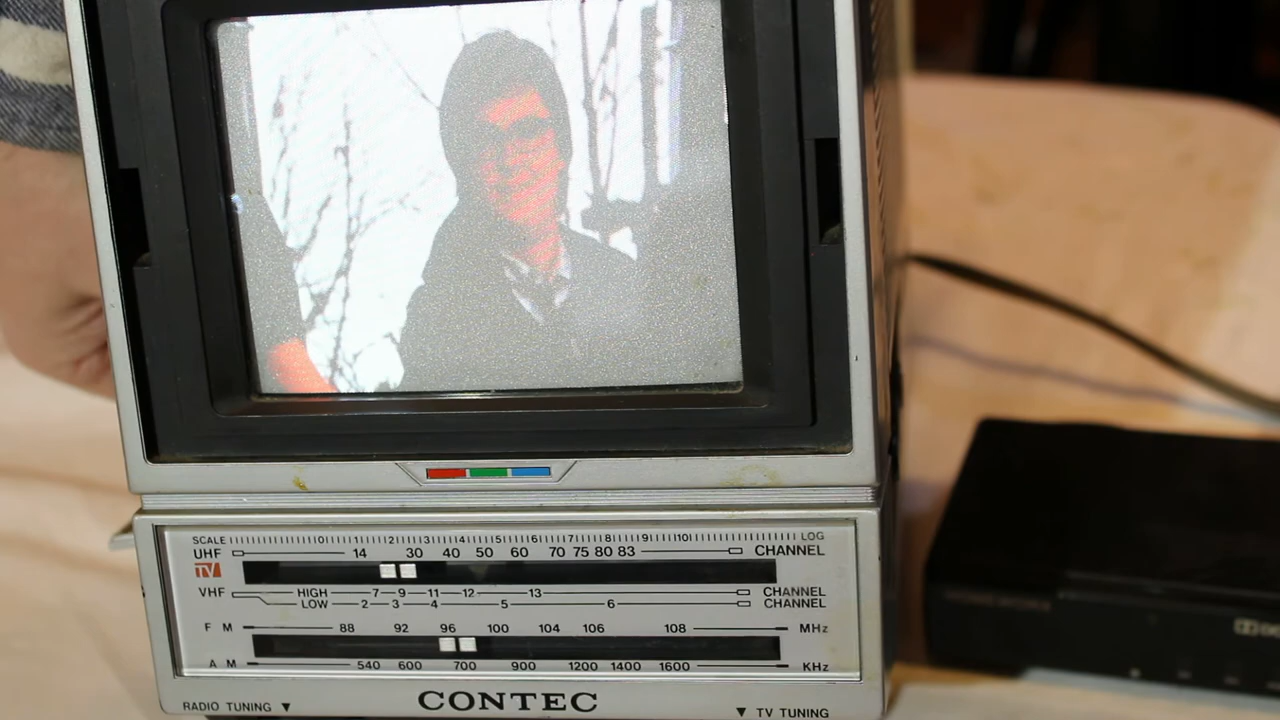 SCALE 0 1 2 3 4 5 6 7 8 9 10 LOG
UHF 14 30 40 50 60 70 75 80 83 CHANNEL
TV
VHF HIGH 7 9 11 12 13 CHANNEL
LOW 2 3 4 5 6 CHANNEL
F M 88 92 96 100 104 106 108 MHz
A M 540 600 700 900 1200 1400 1600 KHz
RADIO TUNING ▼ CONTEC ▼ TV TUNING